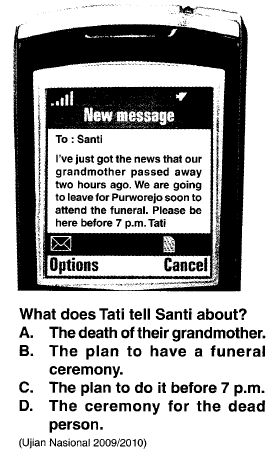 New message
To : Santi
I've just got the news that our
grandmother passed away
two hours ago. We are going
to leave for Purworejo soon to
attend the funeral. Please be
here before 7 p.m. Tati
Options Cancel
What does Tati tell Santi about?
A. The death of their grandmother.
B. The plan to have a funeral
ceremony.
C. The plan to do it before 7 p.m.
D. The ceremony for the dead
person.
(Ujian Nasional 2009/2010)